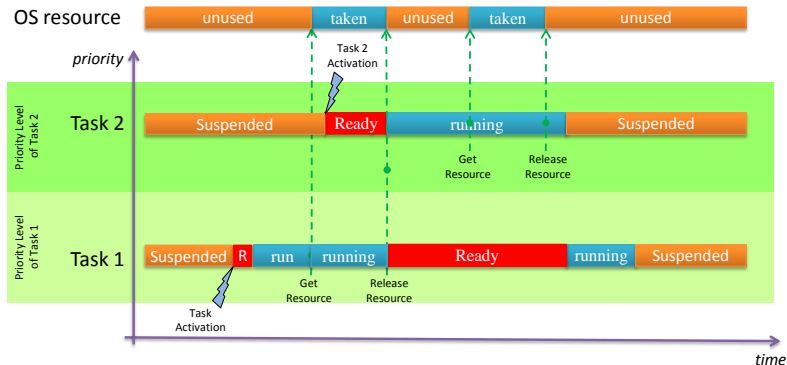 OS resource
unused taken unused taken unused
priority
Task 2
Activation
Priority Level
of Task 2
Task 2
Suspended Ready running Suspended
Get
Resource
Release
Resource
Priority Level
of Task 1
Task 1
Suspended R run running Ready running Suspended
Get
Resource
Release
Resource
Task
Activation
time